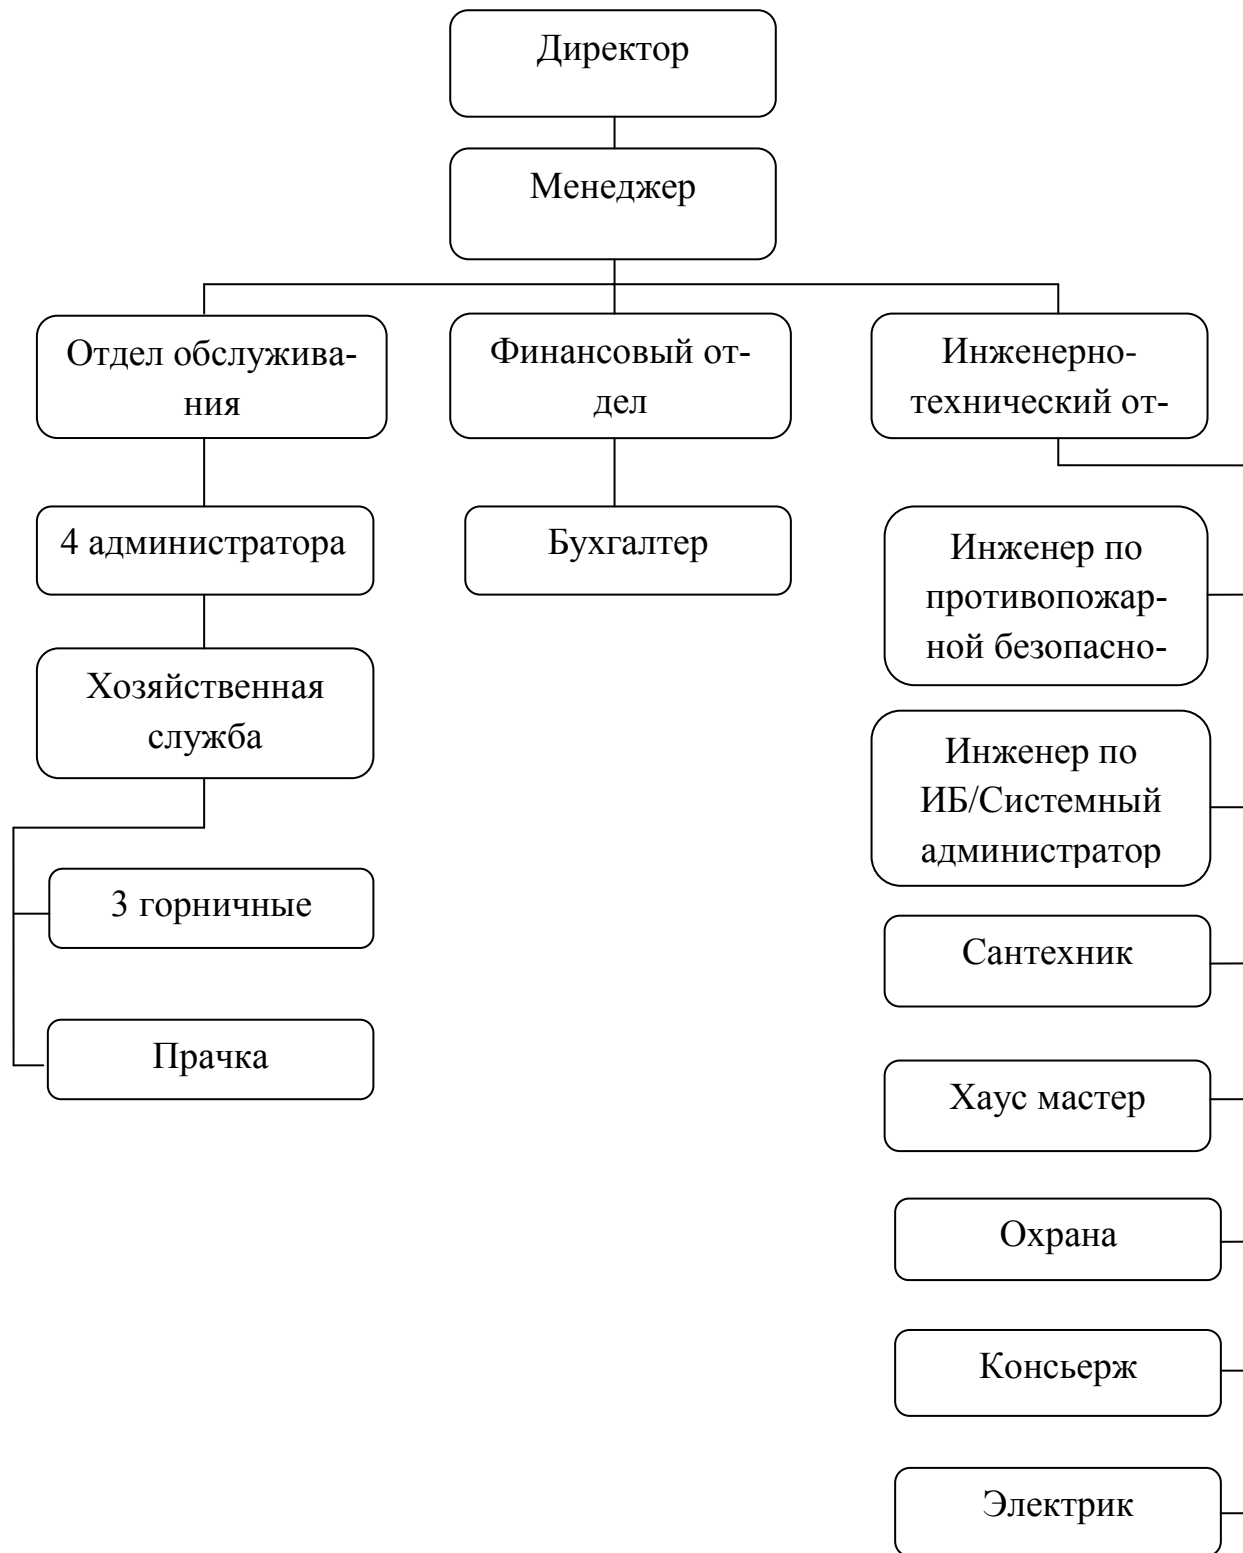 Директор
Менеджер
Отдел обслужива-
ния
Финансовый от-
дел
Инженерно-
технический от-
4 администратора
Бухгалтер
Инженер по
противопожар-
ной безопасно-
Хозяйственная
служба
Инженер по
ИБ/Системный
администратор
3 горничные
Сантехник
Прачка
Хаус мастер
Охрана
Консьерж
Электрик